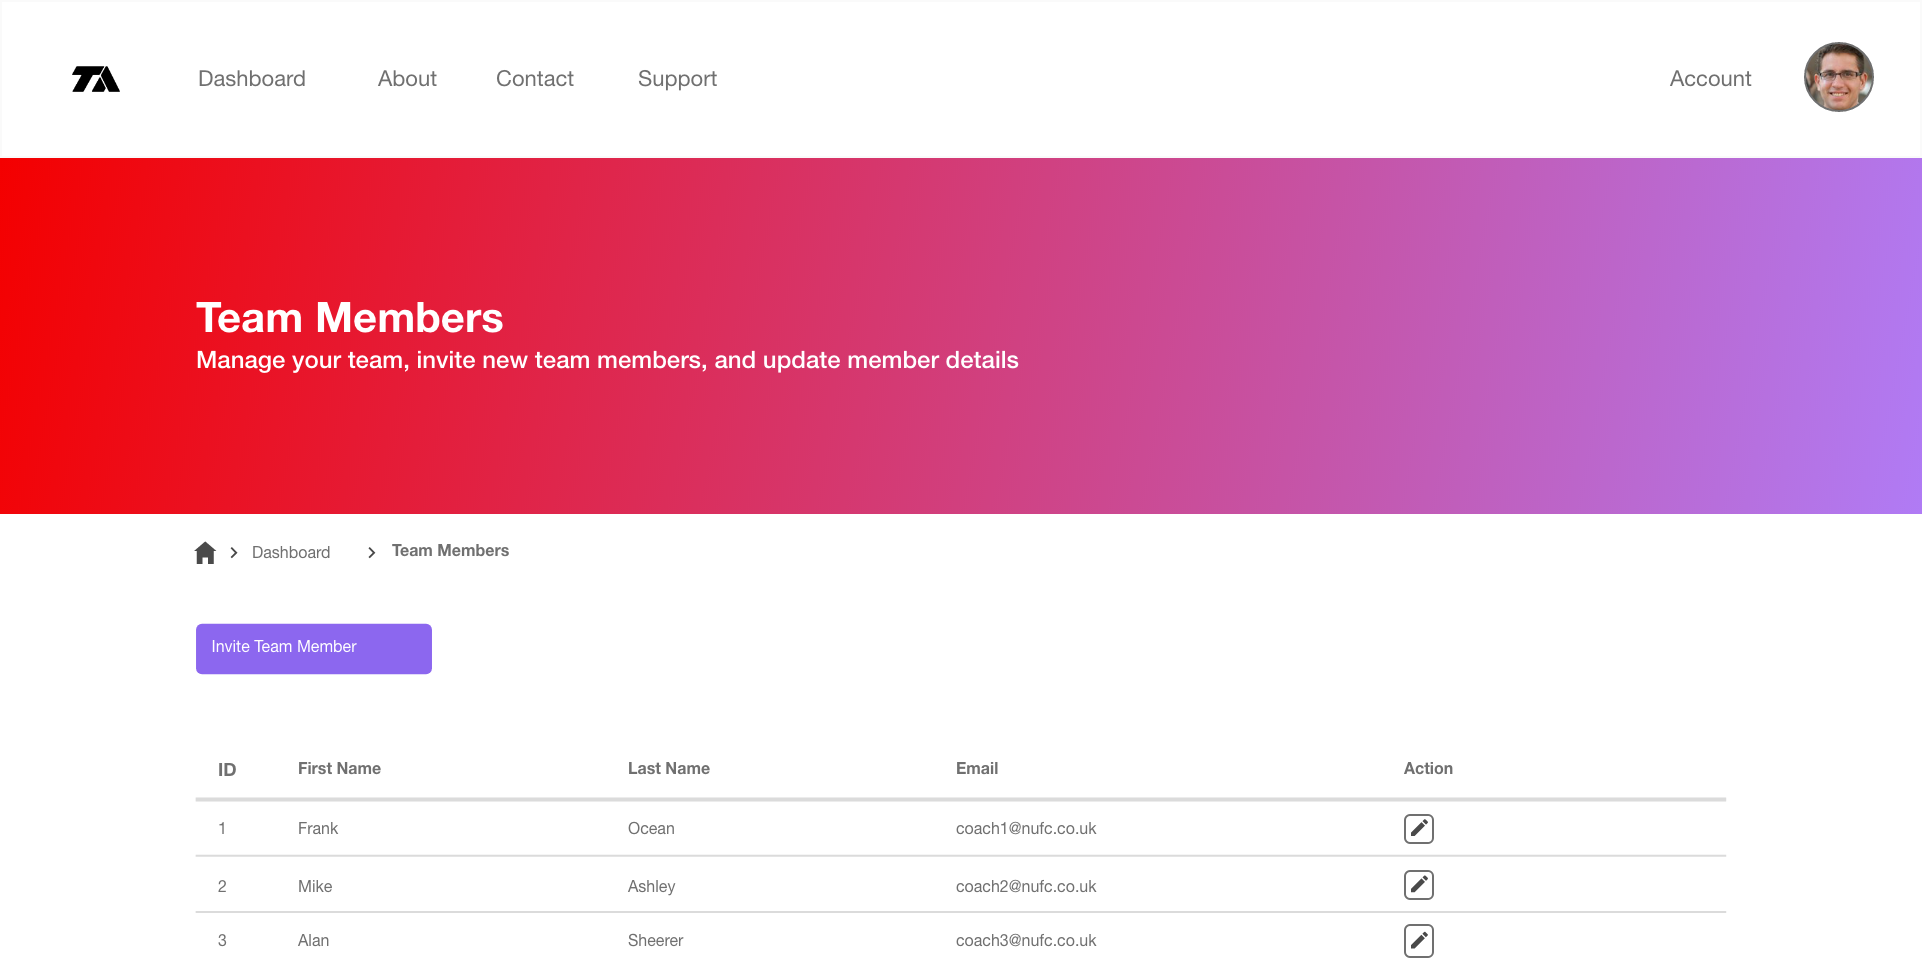 TA
Dashboard About Contact Support Account
Team Members
Manage your team, invite new team members, and update member details
Dashboard > Team Members
Invite Team Member
ID First Name Last Name Email Action
1 Frank Ocean coach1@nufc.co.uk
2 Mike Ashley coach2@nufc.co.uk
3 Alan Sheerer coach3@nufc.co.uk